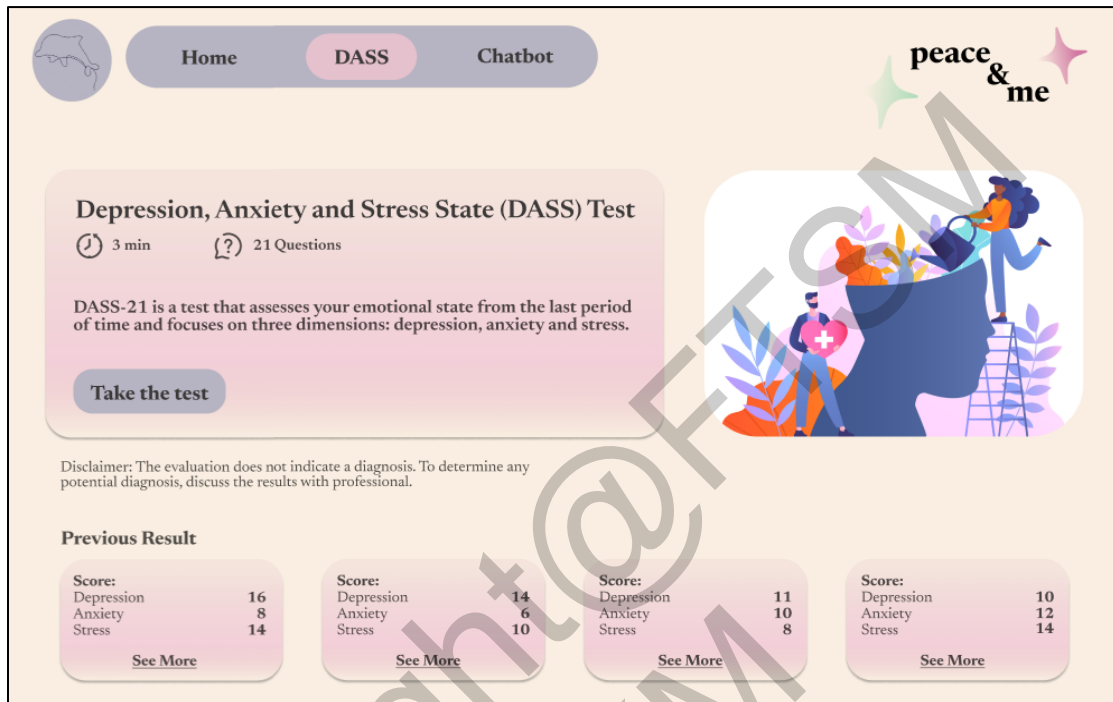 Home DASS Chatbot
peace
&
me
Depression, Anxiety and Stress State (DASS) Test
3 min 21 Questions
DASS-21 is a test that assesses your emotional state from the last period
of time and focuses on three dimensions: depression, anxiety and stress.
Take the test
Disclaimer: The evaluation does not indicate a diagnosis. To determine any
potential diagnosis, discuss the results with professional.
Previous Result
Score:
Depression 16
Anxiety 8
Stress 14
See More
Score:
Depression 14
Anxiety 6
Stress 10
See More
Score:
Depression 11
Anxiety 10
Stress 8
See More
Score:
Depression 10
Anxiety 12
Stress 14
See More